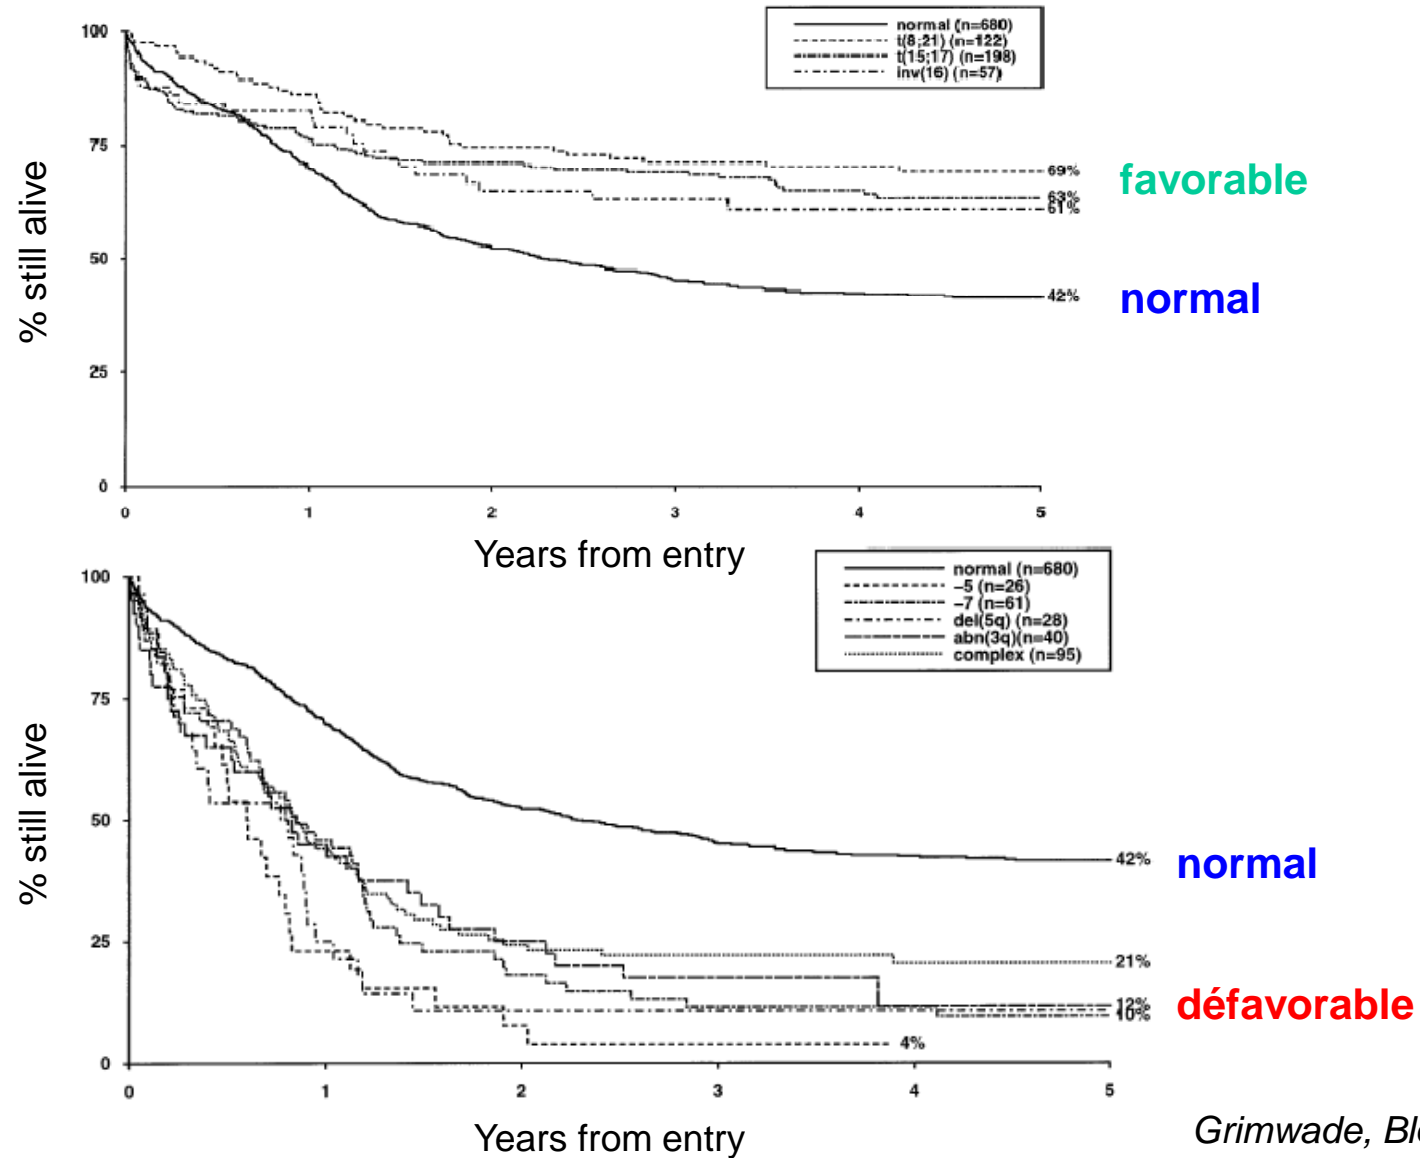 100
75
50
25
0
% still alive
normal (n=680)
t(8;21) (n=122)
t(15;17) (n=198)
inv(16) (n=57)
69%
63%
61%
42%
favorable
normal
0
1
2
3
4
5
Years from entry
100
75
50
25
0
% still alive
normal (n=680)
-5 (n=26)
-7 (n=61)
del(5q) (n=28)
abn(3q)(n=40)
complex (n=95)
42%
21%
12%
10%
4%
normal
défavorable
0
1
2
3
4
5
Years from entry
Grimwade,